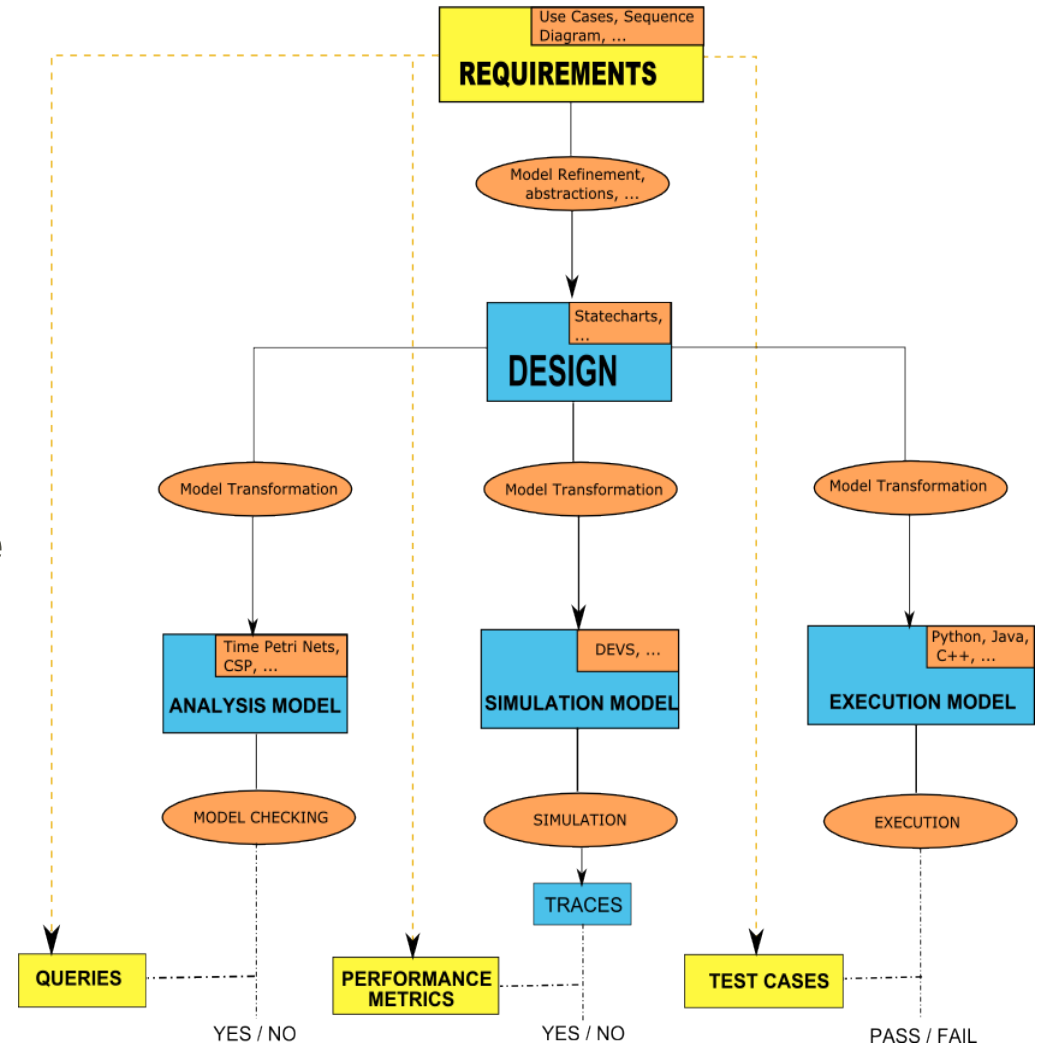 Use Cases, Sequence
Diagram, ...
REQUIREMENTS
Model Refinement,
abstractions, ...
Statecharts,
...
DESIGN
Model Transformation
Model Transformation
Model Transformation
e
Time Petri Nets,
CSP, ...
ANALYSIS MODEL
DEVS, ...
SIMULATION MODEL
Python, Java,
C++, ...
EXECUTION MODEL
MODEL CHECKING
SIMULATION
EXECUTION
TRACES
QUERIES
PERFORMANCE
METRICS
TEST CASES
YES / NO
YES / NO
PASS / FAIL